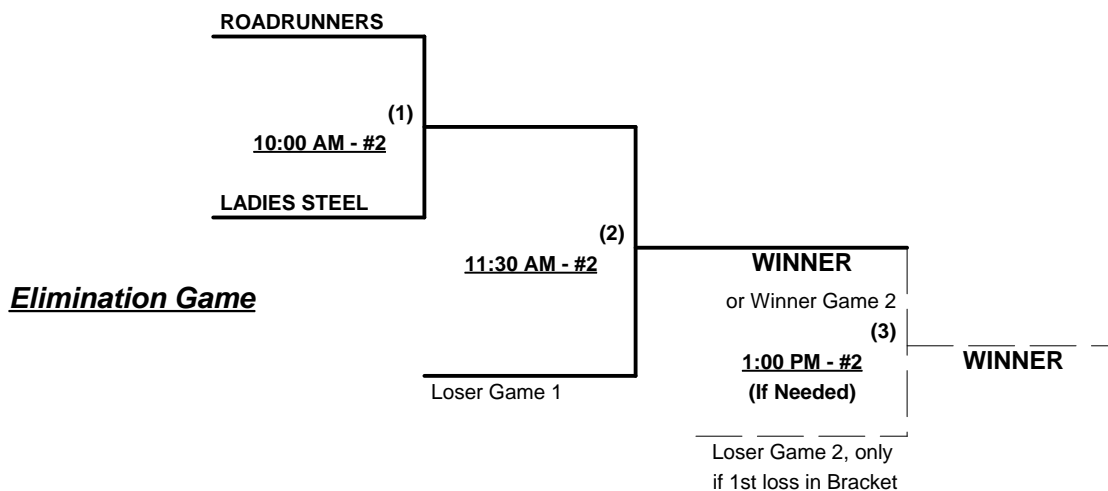 ROADRUNNERS
(1)
10:00 AM - #2
LADIES STEEL
(2)
11:30 AM - #2
WINNER
Elimination Game
or Winner Game 2
(3)
1:00 PM - #2
WINNER
(If Needed)
Loser Game 1
Loser Game 2, only
if 1st loss in Bracket